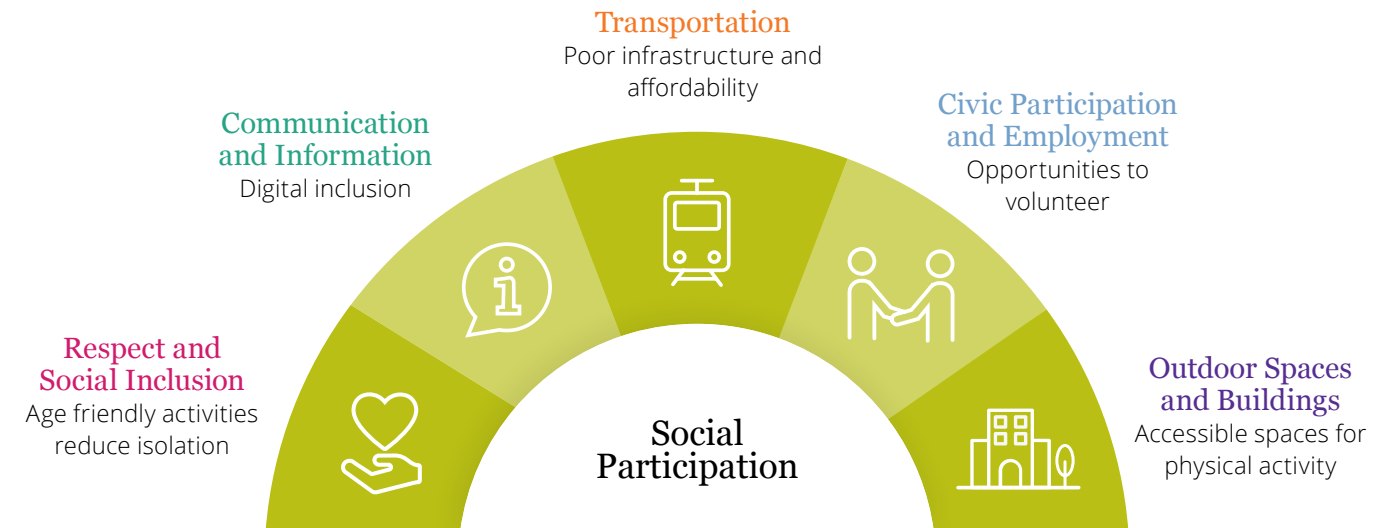 Transportation
Poor infrastructure and
affordability
Communication
and Information
Digital inclusion
Civic Participation
and Employment
Opportunities to
volunteer
Respect and
Social Inclusion
Age friendly activities
reduce isolation
Outdoor Spaces
and Buildings
Accessible spaces for
physical activity
Social
Participation